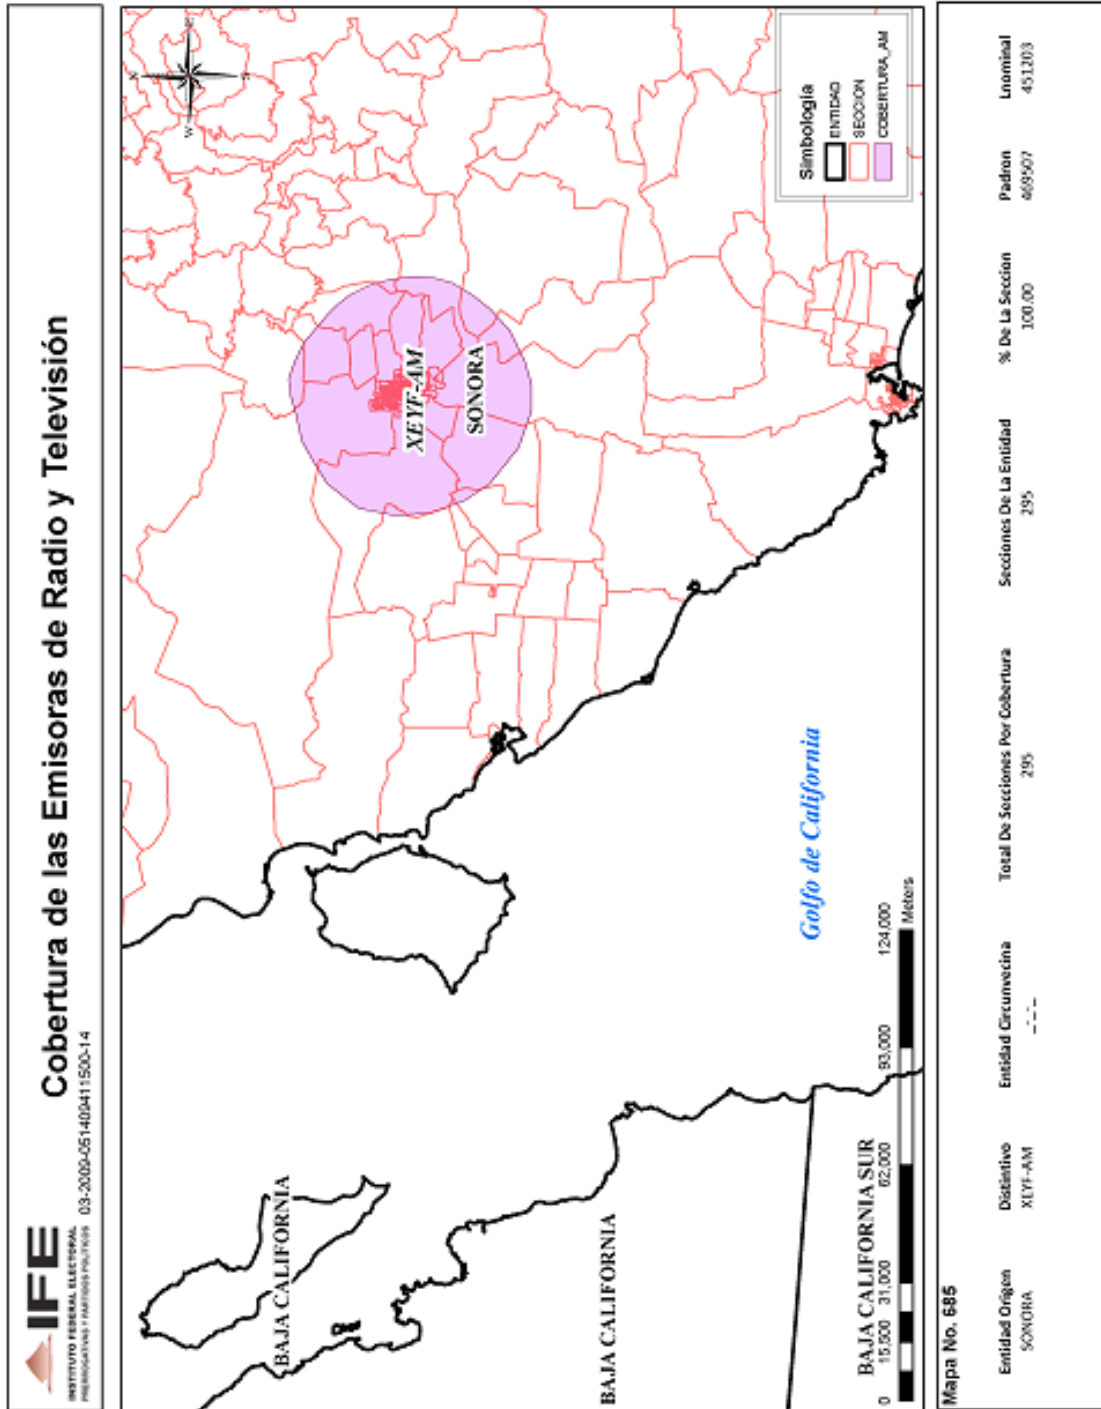 Cobertura de las Emisoras de Radio y Televisión
IFE
INSTITUTO FEDERAL ELECTORAL
PRERROGATIVAS Y PARTIDOS POLITICOS
03-2009-051409411500-14
N
E
S
W
XEYF-AM
SONORA
Simbología
ENTIDAD
SECCION
COBERTURA_AM
Golfo de California
BAJA CALIFORNIA
BAJA CALIFORNIA
BAJA CALIFORNIA SUR
0 15,500 31,000 62,000 93,000 124,000
Meters
Mapa No. 685
Entidad Origen Distintivo Entidad Circunvecina Total De Secciones Por Cobertura Secciones De La Entidad % De La Seccion Padron Lnominal
SONORA XEYF-AM _ _ _ 295 295 100.00 469507 451203